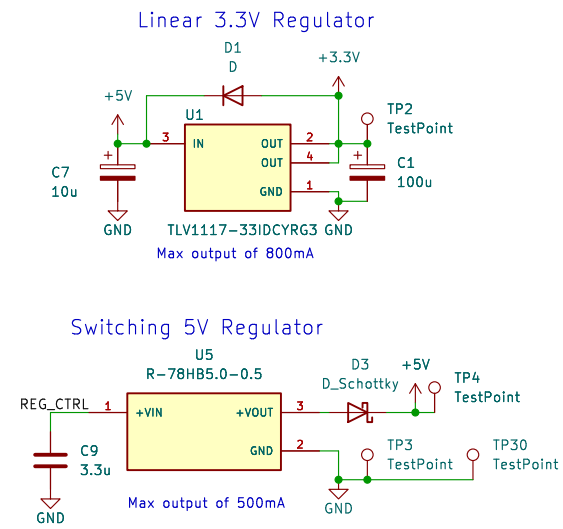 Linear 3.3V Regulator
D1
D
+3.3V
+5V
U1
TP2
TestPoint
3
IN
OUT
2
OUT
4
GND
1
C7
10u
C1
100u
GND
TLV1117-33IDCYRG3
GND
Max output of 800mA
Switching 5V Regulator
U5
R-78HB5.0-0.5
D3
D_Schottky
+5V
TP4
TestPoint
REG_CTRL
1
+VIN
+VOUT
3
GND
2
C9
3.3u
TP3
TestPoint
TP30
TestPoint
GND
Max output of 500mA
GND